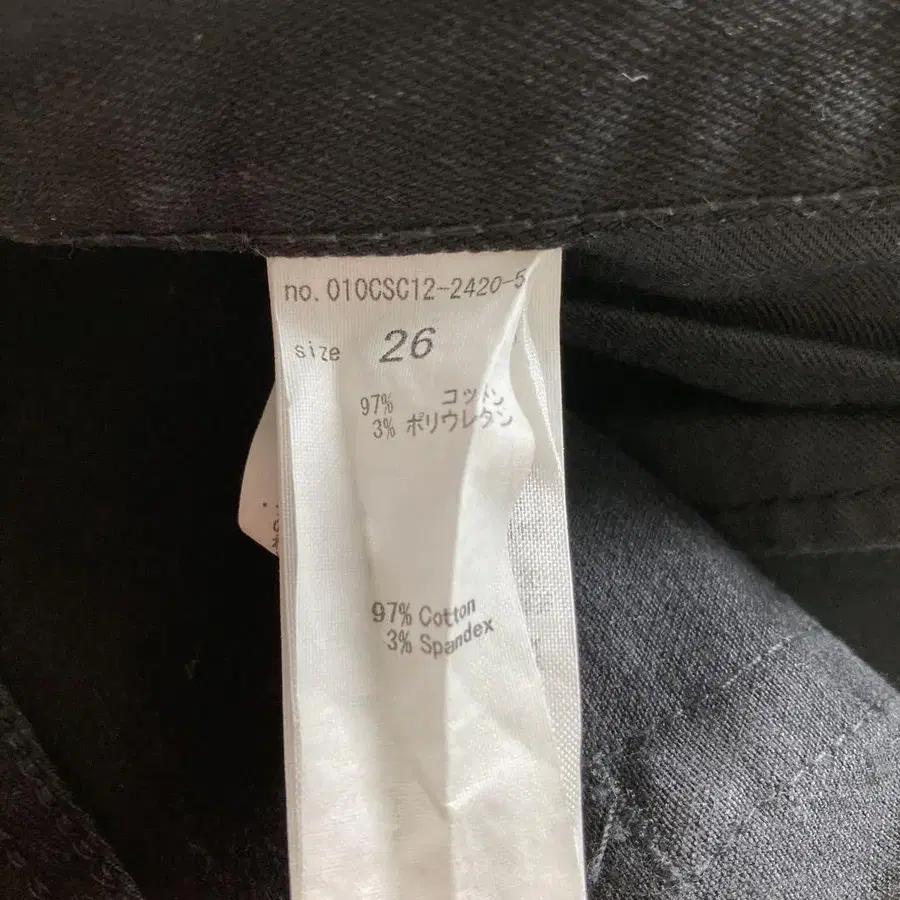 no. 010CSC12-2420-5
size 26
97% コットン
3% ポリウレタン
97% Cotton
3% Spandex